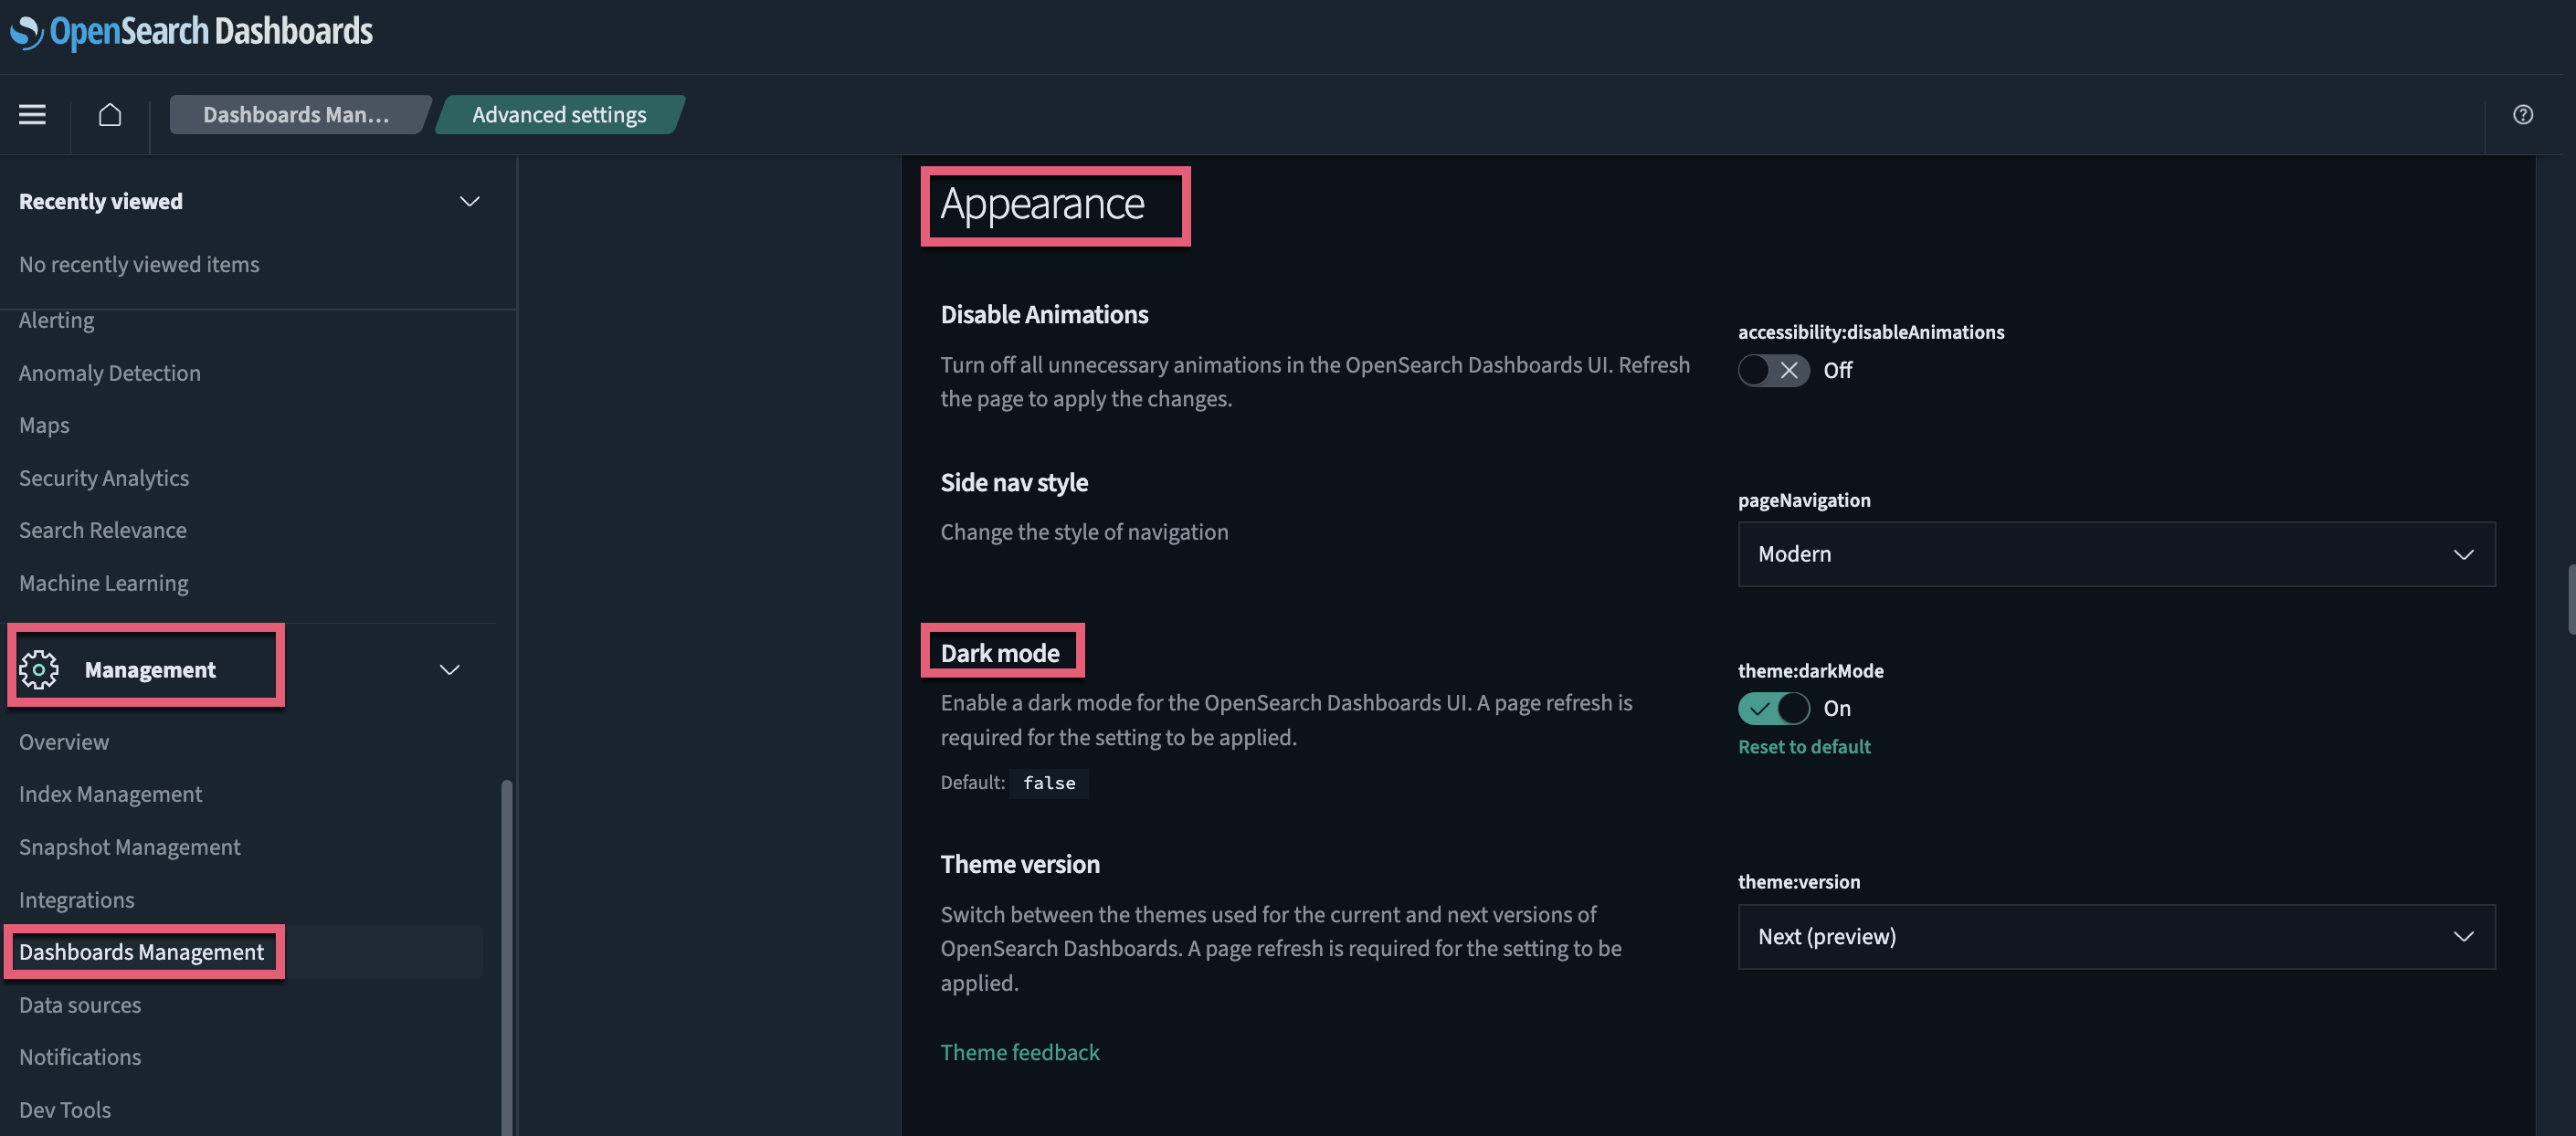 OpenSearch Dashboards
Dashboards Man...
Advanced settings
Recently viewed
No recently viewed items
Alerting
Anomaly Detection
Maps
Security Analytics
Search Relevance
Machine Learning
Management
Overview
Index Management
Snapshot Management
Integrations
Dashboards Management
Data sources
Notifications
Dev Tools
Appearance
Disable Animations
Turn off all unnecessary animations in the OpenSearch Dashboards UI. Refresh
the page to apply the changes.
accessibility:disableAnimations
Off
Side nav style
Change the style of navigation
pageNavigation
Modern
Dark mode
Enable a dark mode for the OpenSearch Dashboards UI. A page refresh is
required for the setting to be applied.
Default: false
theme:darkMode
On
Reset to default
Theme version
Switch between the themes used for the current and next versions of
OpenSearch Dashboards. A page refresh is required for the setting to be
applied.
theme:version
Next (preview)
Theme feedback